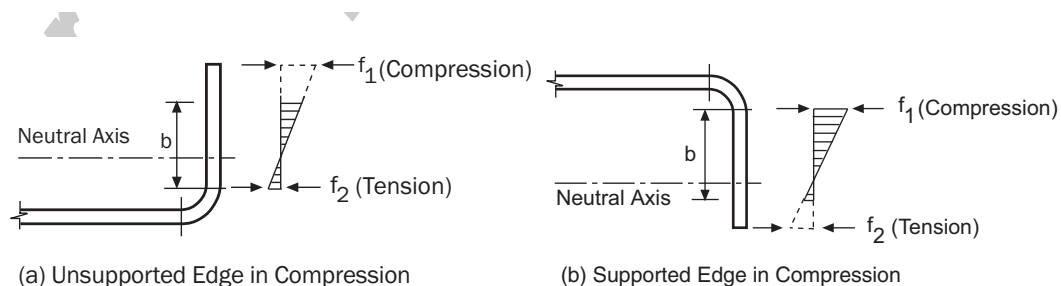 f1 (Compression)
Neutral Axis
b
f2 (Tension)
(a) Unsupported Edge in Compression
f1 (Compression)
b
Neutral Axis
f2 (Tension)
(b) Supported Edge in Compression